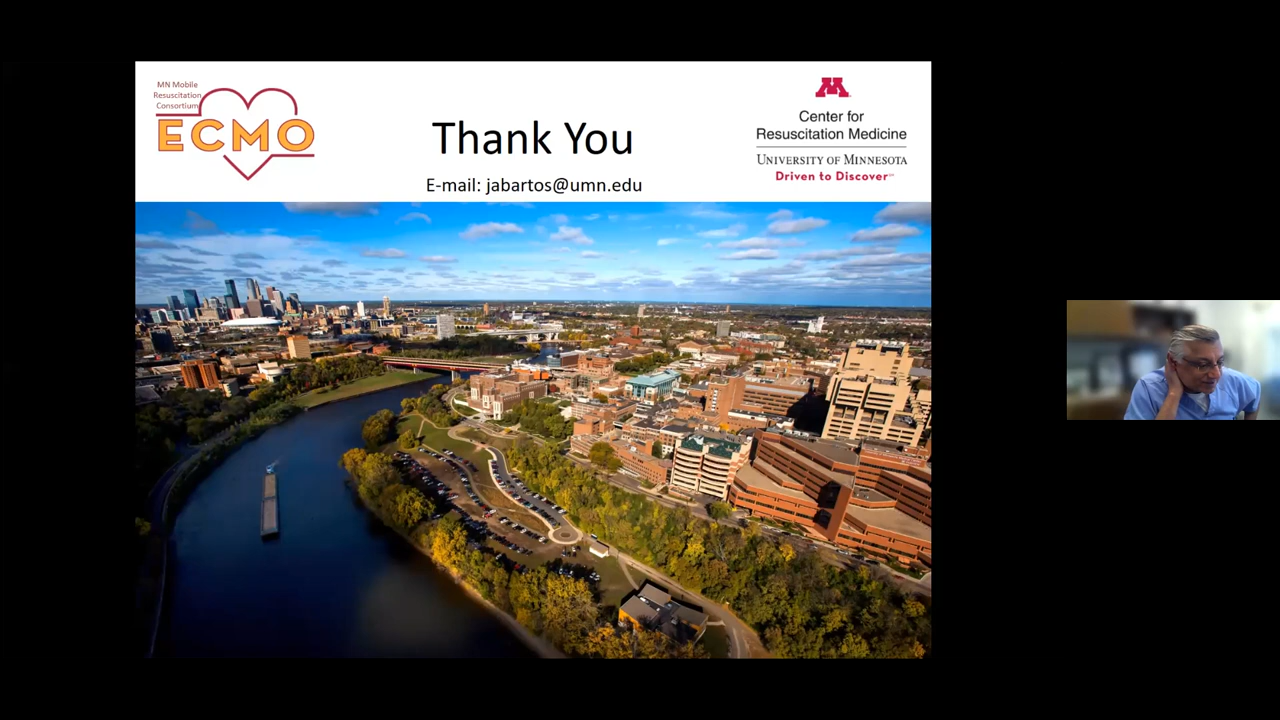 MN Mobile
Resuscitation
Consortium
ECMO
Thank You
E-mail: jabartos@umn.edu
M
Center for
Resuscitation Medicine
UNIVERSITY OF MINNESOTA
Driven to Discover℠